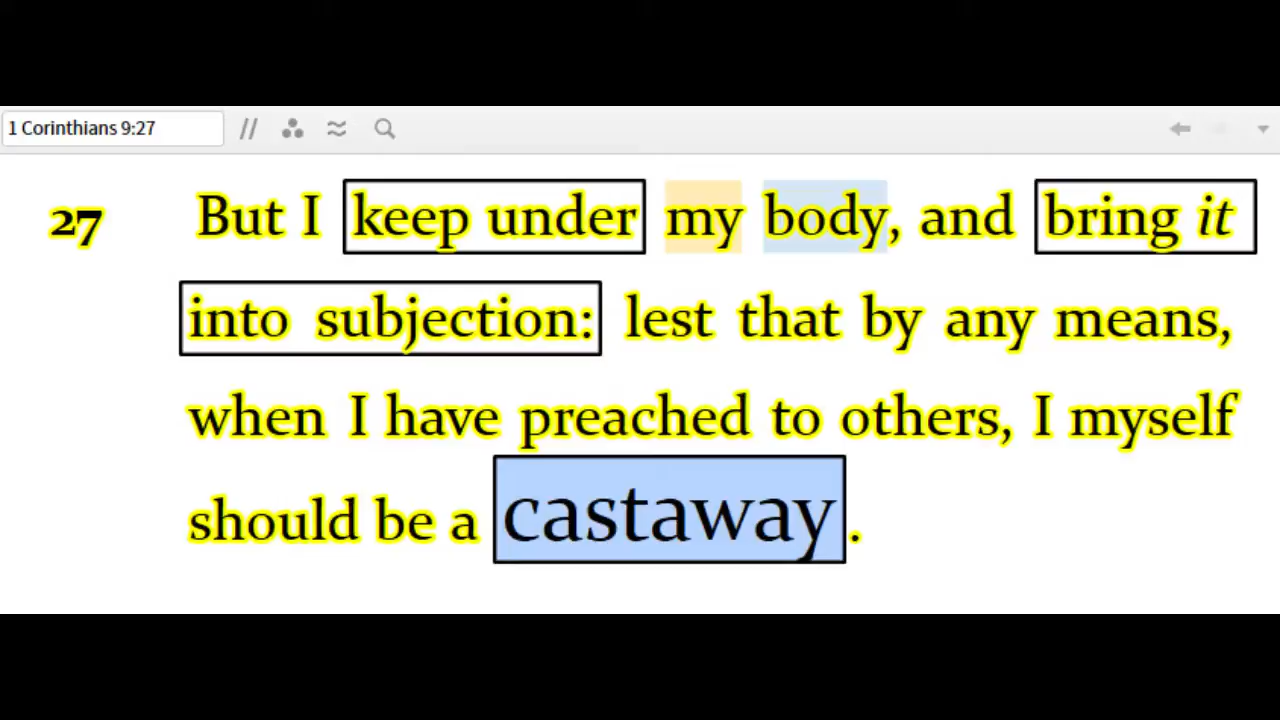 1 Corinthians 9:27
27 But I keep under my body, and bring it
into subjection: lest that by any means,
when I have preached to others, I myself
should be a castaway.